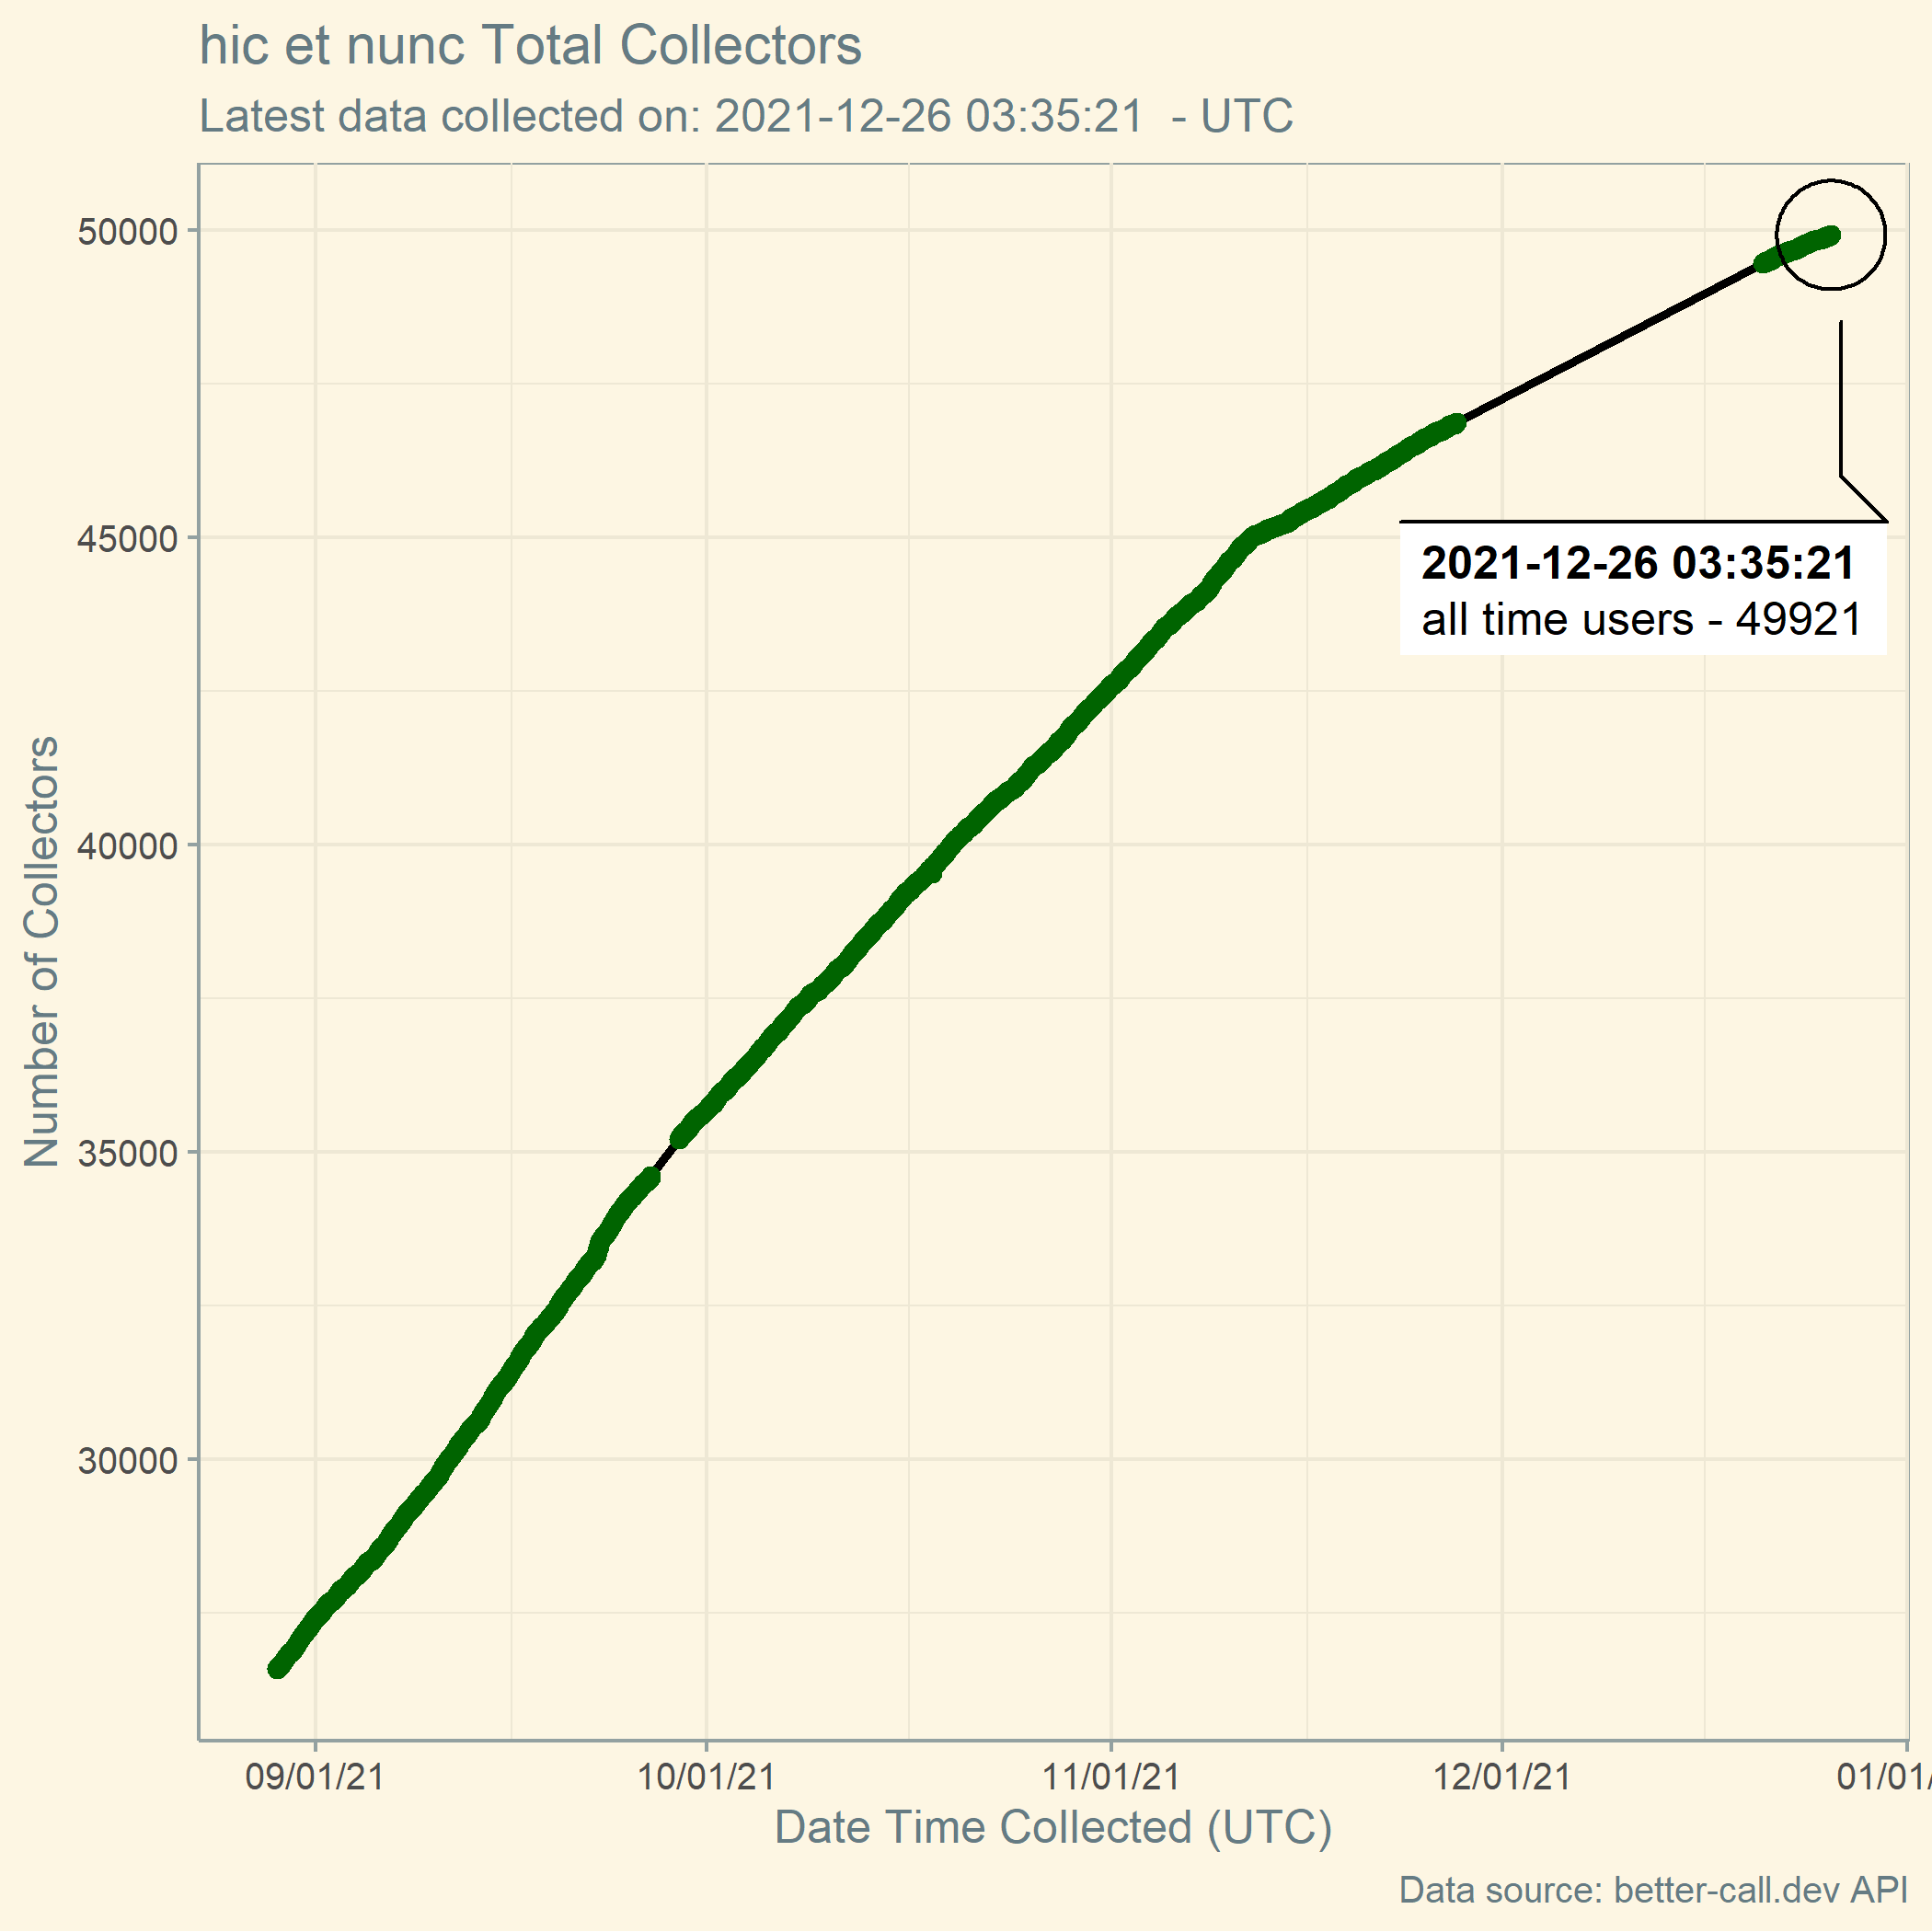 hic et nunc Total Collectors
Latest data collected on: 2021-12-26 03:35:21  - UTC
50000
45000
40000
35000
30000
Number of Collectors
2021-12-26 03:35:21
all time users - 49921
09/01/21 10/01/21 11/01/21 12/01/21 01/01/
Date Time Collected (UTC)
Data source: better-call.dev API